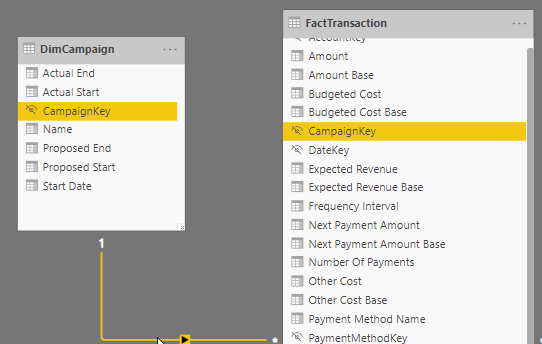 DimCampaign
Actual End
Actual Start
CampaignKey
Name
Proposed End
Proposed Start
Start Date
1
FactTransaction
AccountKey
Amount
Amount Base
Budgeted Cost
Budgeted Cost Base
CampaignKey
DateKey
Expected Revenue
Expected Revenue Base
Frequency Interval
Next Payment Amount
Next Payment Amount Base
Number Of Payments
Other Cost
Other Cost Base
Payment Method Name
PaymentMethodKey
*